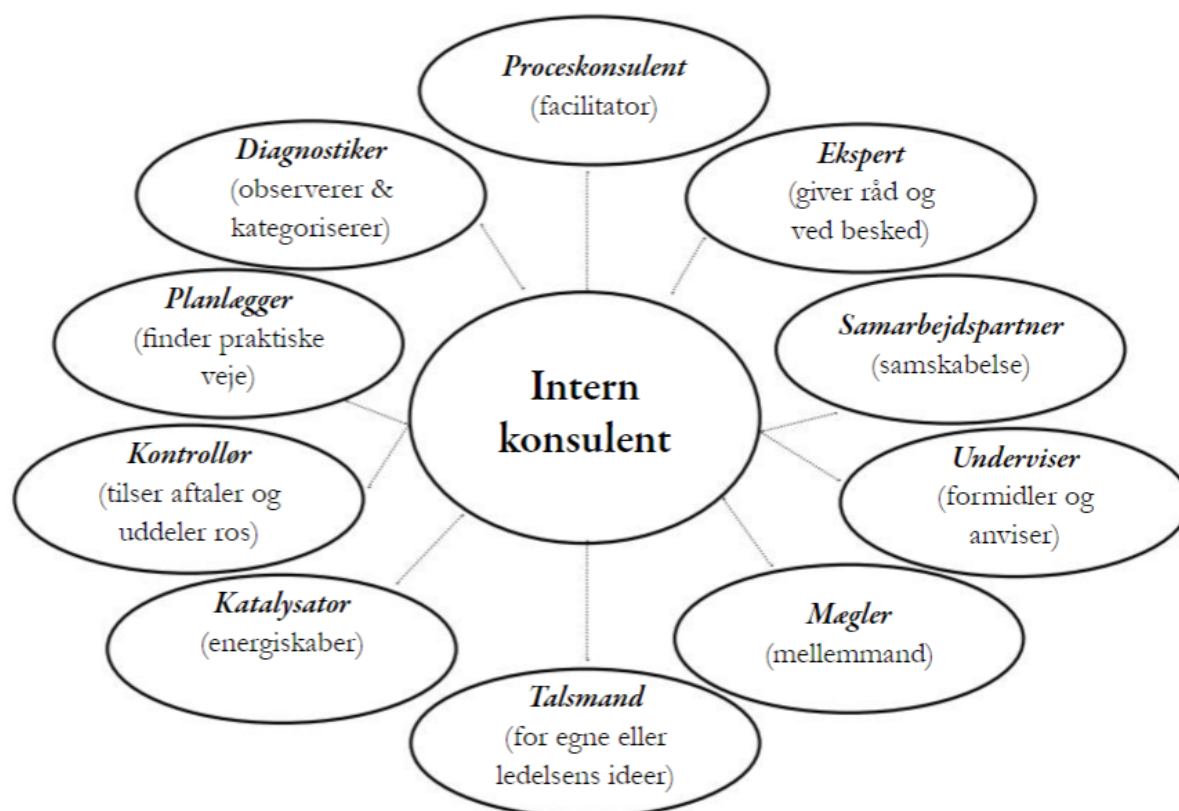 Proceskonsulent
(facilitator)
Diagnostiker
(observerer &
kategoriserer)
Ekspert
(giver råd og
ved besked)
Planlægger
(finder praktiske
veje)
Samarbejdspartner
(samskabelse)
Intern
konsulent
Kontrollør
(tilser aftaler og
uddeler ros)
Underviser
(formidler og
anviser)
Katalysator
(energiskaber)
Mægler
(mellemmand)
Talsmand
(for egne eller
ledelsens ideer)